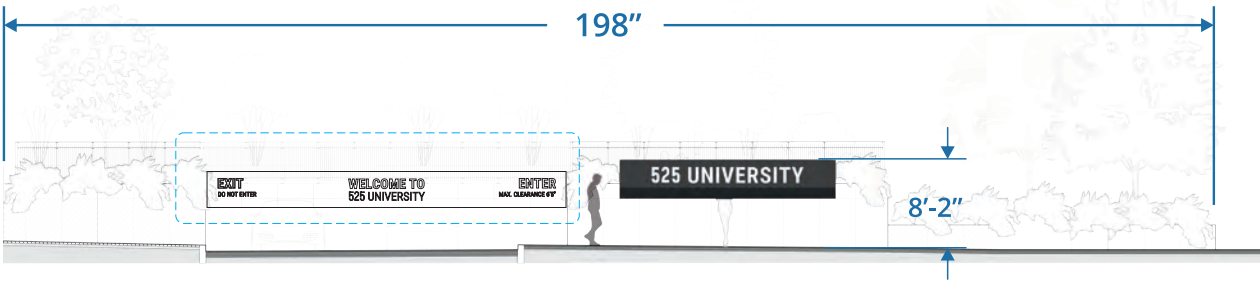 198”
EXIT
DO NOT ENTER
WELCOME TO
525 UNIVERSITY
ENTER
MAX. CLEARANCE 6'8"
525 UNIVERSITY
8’-2”